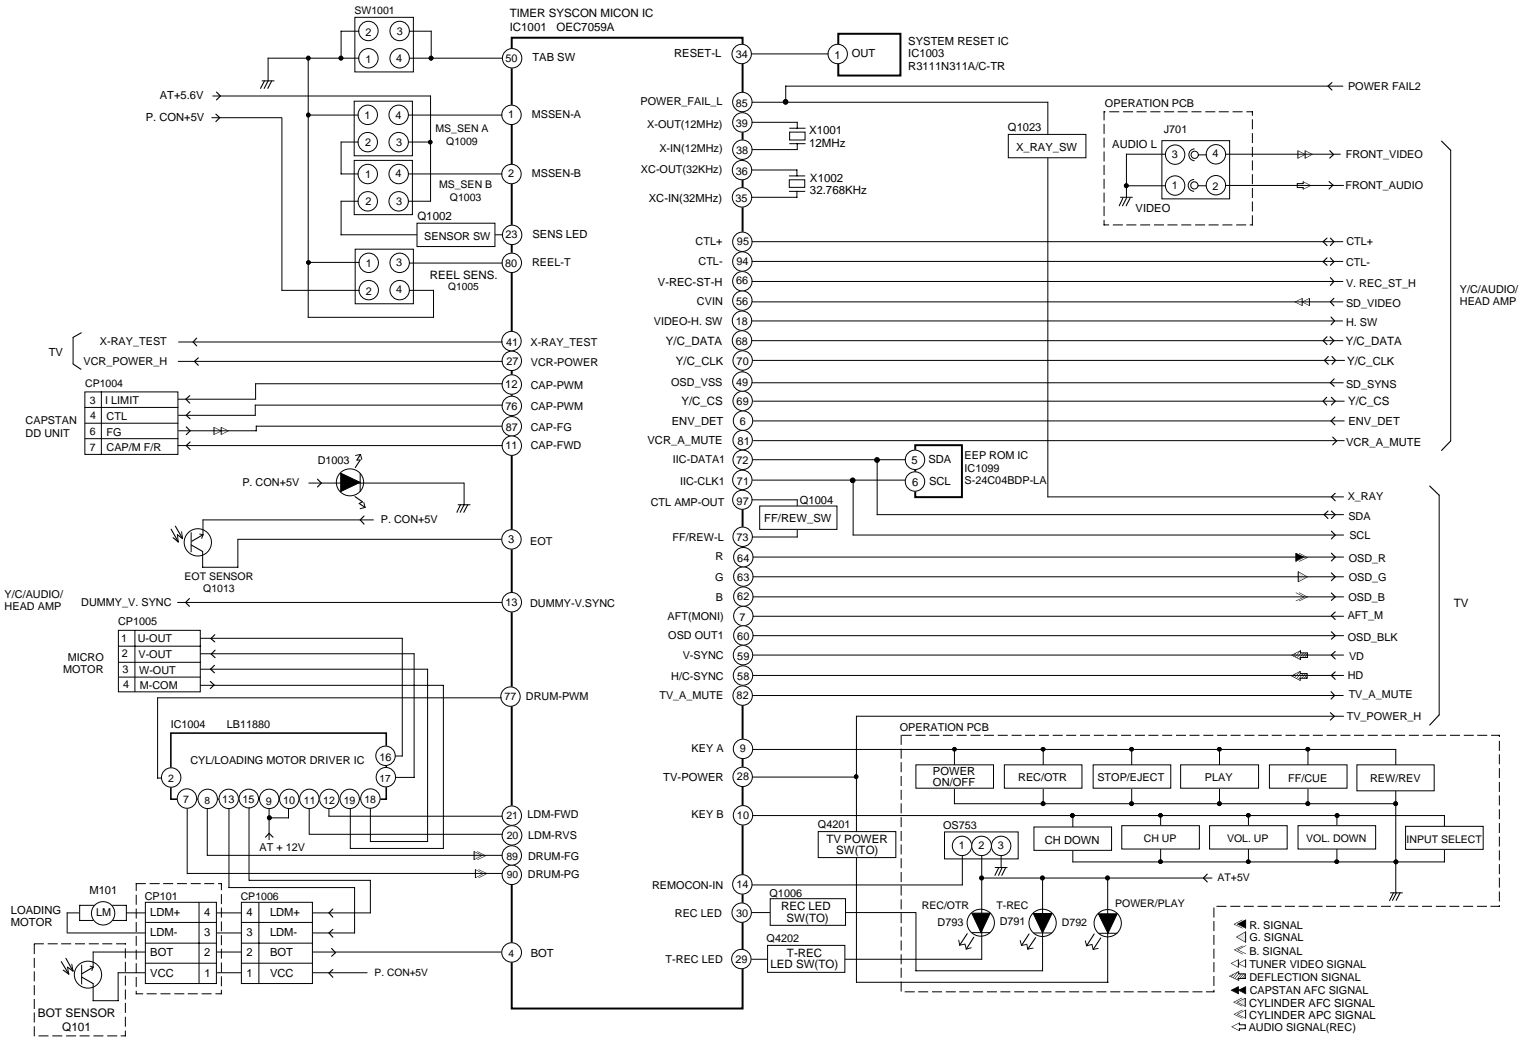 SW1001
2 3
1 4
TIMER SYSCON MICON IC
IC1001 OEC7059A
50 TAB SW
AT+5.6V
P. CON+5V
1 4
2 3
MS_SEN A
Q1009
1 MSSEN-A
1 4
2 3
MS_SEN B
Q1003
2 MSSEN-B
Q1002
SENSOR SW
23 SENS LED
1 3
2 4
REEL SENS.
Q1005
80 REEL-T
TV
X-RAY_TEST
41 X-RAY_TEST
VCR_POWER_H
27 VCR-POWER
CP1004
CAPSTAN
DD UNIT
3 I LIMIT
4 CTL
6 FG
7 CAP/M F/R
12 CAP-PWM
76 CAP-PWM
87 CAP-FG
11 CAP-FWD
D1003
P. CON+5V
P. CON+5V
3 EOT
EOT SENSOR
Q1013
Y/C/AUDIO/
HEAD AMP
DUMMY_V. SYNC
13 DUMMY-V.SYNC
CP1005
MICRO
MOTOR
1 U-OUT
2 V-OUT
3 W-OUT
4 M-COM
77 DRUM-PWM
IC1004 LB11880
CYL/LOADING MOTOR DRIVER IC
16
17
2
7 8 13 15 9 10 11 12 19 18
AT + 12V
21 LDM-FWD
20 LDM-RVS
89 DRUM-FG
90 DRUM-PG
M101
LOADING
MOTOR
LM
CP101
LDM+ 4
LDM- 3
BOT 2
VCC 1
CP1006
4 LDM+
3 LDM-
2 BOT
1 VCC
P. CON+5V
4 BOT
BOT SENSOR
Q101
RESET-L 34
1 OUT
SYSTEM RESET IC
IC1003
R3111N311A/C-TR
POWER_FAIL_L 85
POWER FAIL2
X-OUT(12MHz) 39
X-IN(12MHz) 38
X1001
12MHz
XC-OUT(32KHz) 36
XC-IN(32MHz) 35
X1002
32.768KHz
Q1023
X_RAY_SW
OPERATION PCB
J701
AUDIO L
3 4
1 2
VIDEO
FRONT_VIDEO
FRONT_AUDIO
CTL+ 95 CTL+
CTL- 94 CTL-
V-REC-ST-H 66 V. REC_ST_H
CVIN 56 SD_VIDEO
VIDEO-H. SW 18 H. SW
Y/C_DATA 68 Y/C_DATA
Y/C_CLK 70 Y/C_CLK
OSD_VSS 49 SD_SYNS
Y/C_CS 69 Y/C_CS
ENV_DET 6 ENV_DET
VCR_A_MUTE 81 VCR_A_MUTE
Y/C/AUDIO/
HEAD AMP
IIC-DATA1 72
IIC-CLK1 71
5 SDA
6 SCL
EEP ROM IC
IC1099
S-24C04BDP-LA
CTL AMP-OUT 97
FF/REW-L 73
Q1004
FF/REW_SW
X_RAY
SDA
SCL
R 64 OSD_R
G 63 OSD_G
B 62 OSD_B
AFT(MONI) 7 AFT_M
OSD OUT1 60 OSD_BLK
V-SYNC 59 VD
H/C-SYNC 58 HD
TV_A_MUTE 82 TV_A_MUTE
TV_POWER_H
TV
OPERATION PCB
KEY A 9
POWER
ON/OFF
REC/OTR
STOP/EJECT
PLAY
FF/CUE
REW/REV
TV-POWER 28
KEY B 10
Q4201
TV POWER
SW(TO)
OS753
1 2 3
CH DOWN
CH UP
VOL. UP
VOL. DOWN
INPUT SELECT
AT+5V
REMOCON-IN 14
REC LED 30
Q1006
REC LED
SW(TO)
T-REC LED 29
Q4202
T-REC
LED SW(TO)
REC/OTR
D793
T-REC
D791
POWER/PLAY
D792
R. SIGNAL
G. SIGNAL
B. SIGNAL
TUNER VIDEO SIGNAL
DEFLECTION SIGNAL
CAPSTAN AFC SIGNAL
CYLINDER AFC SIGNAL
CYLINDER APC SIGNAL
AUDIO SIGNAL(REC)